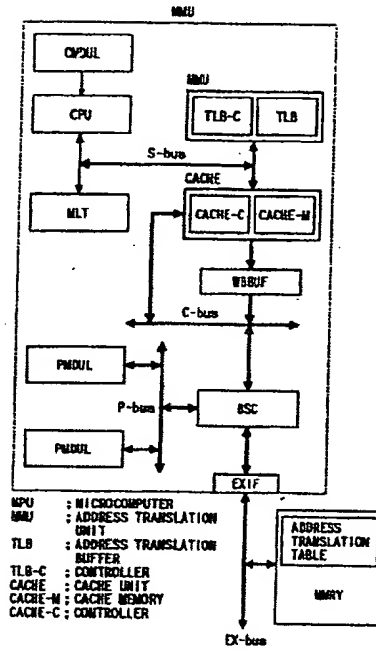 CMDUL
CPU
MMU
TLB-C
TLB
S-bus
MLT
CACHE
CACHE-C
CACHE-M
WBBUF
C-bus
PMDUL
P-bus
BSC
PMDUL
EXIF
MPU : MICROCOMPUTER
MMU : ADDRESS TRANSLATION
UNIT
TLB : ADDRESS TRANSLATION
BUFFER
TLB-C : CONTROLLER
CACHE : CACHE UNIT
CACHE-M : CACHE MEMORY
CACHE-C : CONTROLLER
ADDRESS
TRANSLATION
TABLE
MMRY
EX-bus